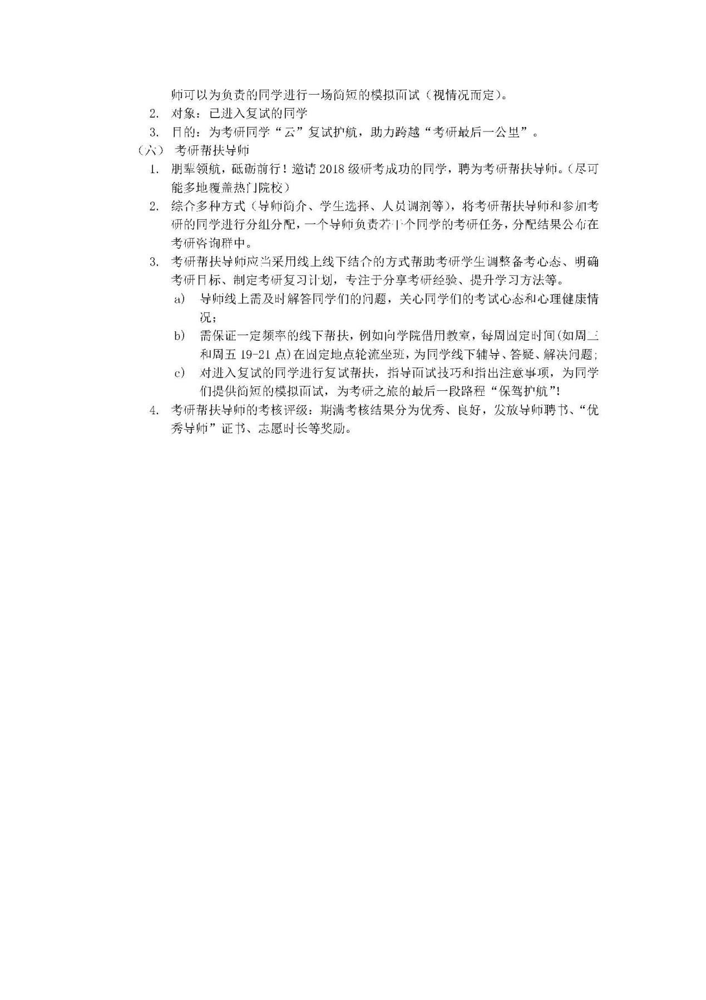 师可以为负责的同学进行一场简短的模拟面试（视情况而定）。
2. 对象：已进入复试的同学
3. 目的：为考研同学“云”复试护航，助力跨越“考研最后一公里”。
（六） 考研帮扶导师
1. 朋辈领航，砥砺前行！邀请 2018 级研考成功的同学，聘为考研帮扶导师。（尽可
能多地覆盖热门院校）
2. 综合多种方式（导师简介、学生选择、人员调剂等），将考研帮扶导师和参加考
研的同学进行分组分配，一个导师负责若干个同学的考研任务，分配结果公布在
考研咨询群中。
3. 考研帮扶导师应当采用线上线下结合的方式帮助考研学生调整备考心态、明确
考研目标、制定考研复习计划，专注于分享考研经验、提升学习方法等。
a) 导师线上需及时解答同学们的问题，关心同学们的考试心态和心理健康情
况；
b) 需保证一定频率的线下帮扶，例如向学院借用教室，每周固定时间(如周三
和周五 19-21 点)在固定地点轮流坐班，为同学线下辅导、答疑、解决问题;
c) 对进入复试的同学进行复试帮扶，指导面试技巧和指出注意事项，为同学
们提供简短的模拟面试，为考研之旅的最后一段路程“保驾护航”!
4. 考研帮扶导师的考核评级：期满考核结果分为优秀、良好，发放导师聘书、“优
秀导师”证书、志愿时长等奖励。